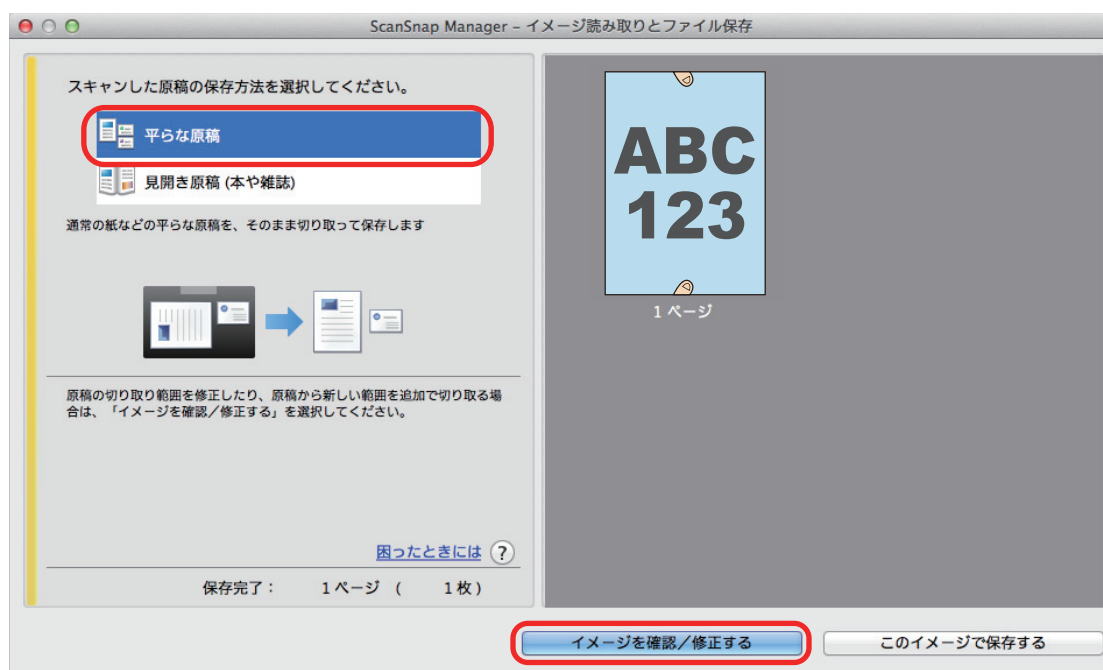 ScanSnap Manager – イメージ読み取りとファイル保存
スキャンした原稿の保存方法を選択してください。
平らな原稿
見開き原稿 (本や雑誌)
通常の紙などの平らな原稿を、そのまま切り取って保存します
原稿の切り取り範囲を修正したり、原稿から新しい範囲を追加で切り取る場
合は、「イメージを確認／修正する」を選択してください。
困ったときには ?
保存完了： 1ページ ( 1枚)
ABC
123
1 ページ
イメージを確認／修正する
このイメージで保存する